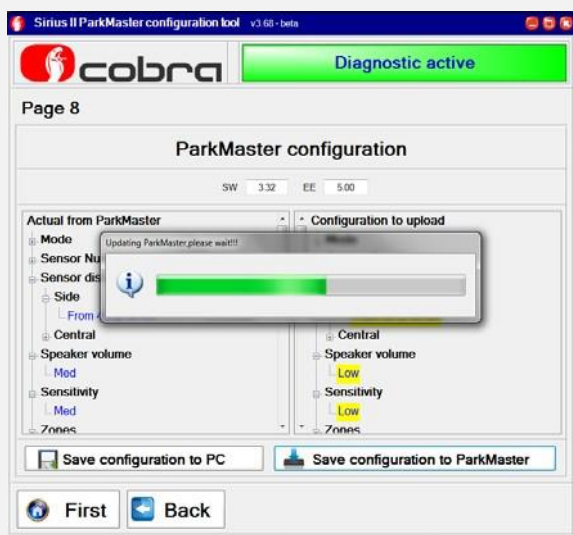 Sirius II ParkMaster configuration tool v3.68 - beta
cobra
Diagnostic active
Page 8
ParkMaster configuration
SW 3.32 EE 5.00
Actual from ParkMaster
Mode
Sensor Nu
Sensor dis
Side
From
Central
Speaker volume
Med
Sensitivity
Med
Zones
Configuration to upload
Central
Speaker volume
Low
Sensitivity
Low
Zones
Updating ParkMaster,please wait!!!
Save configuration to PC
Save configuration to ParkMaster
First
Back